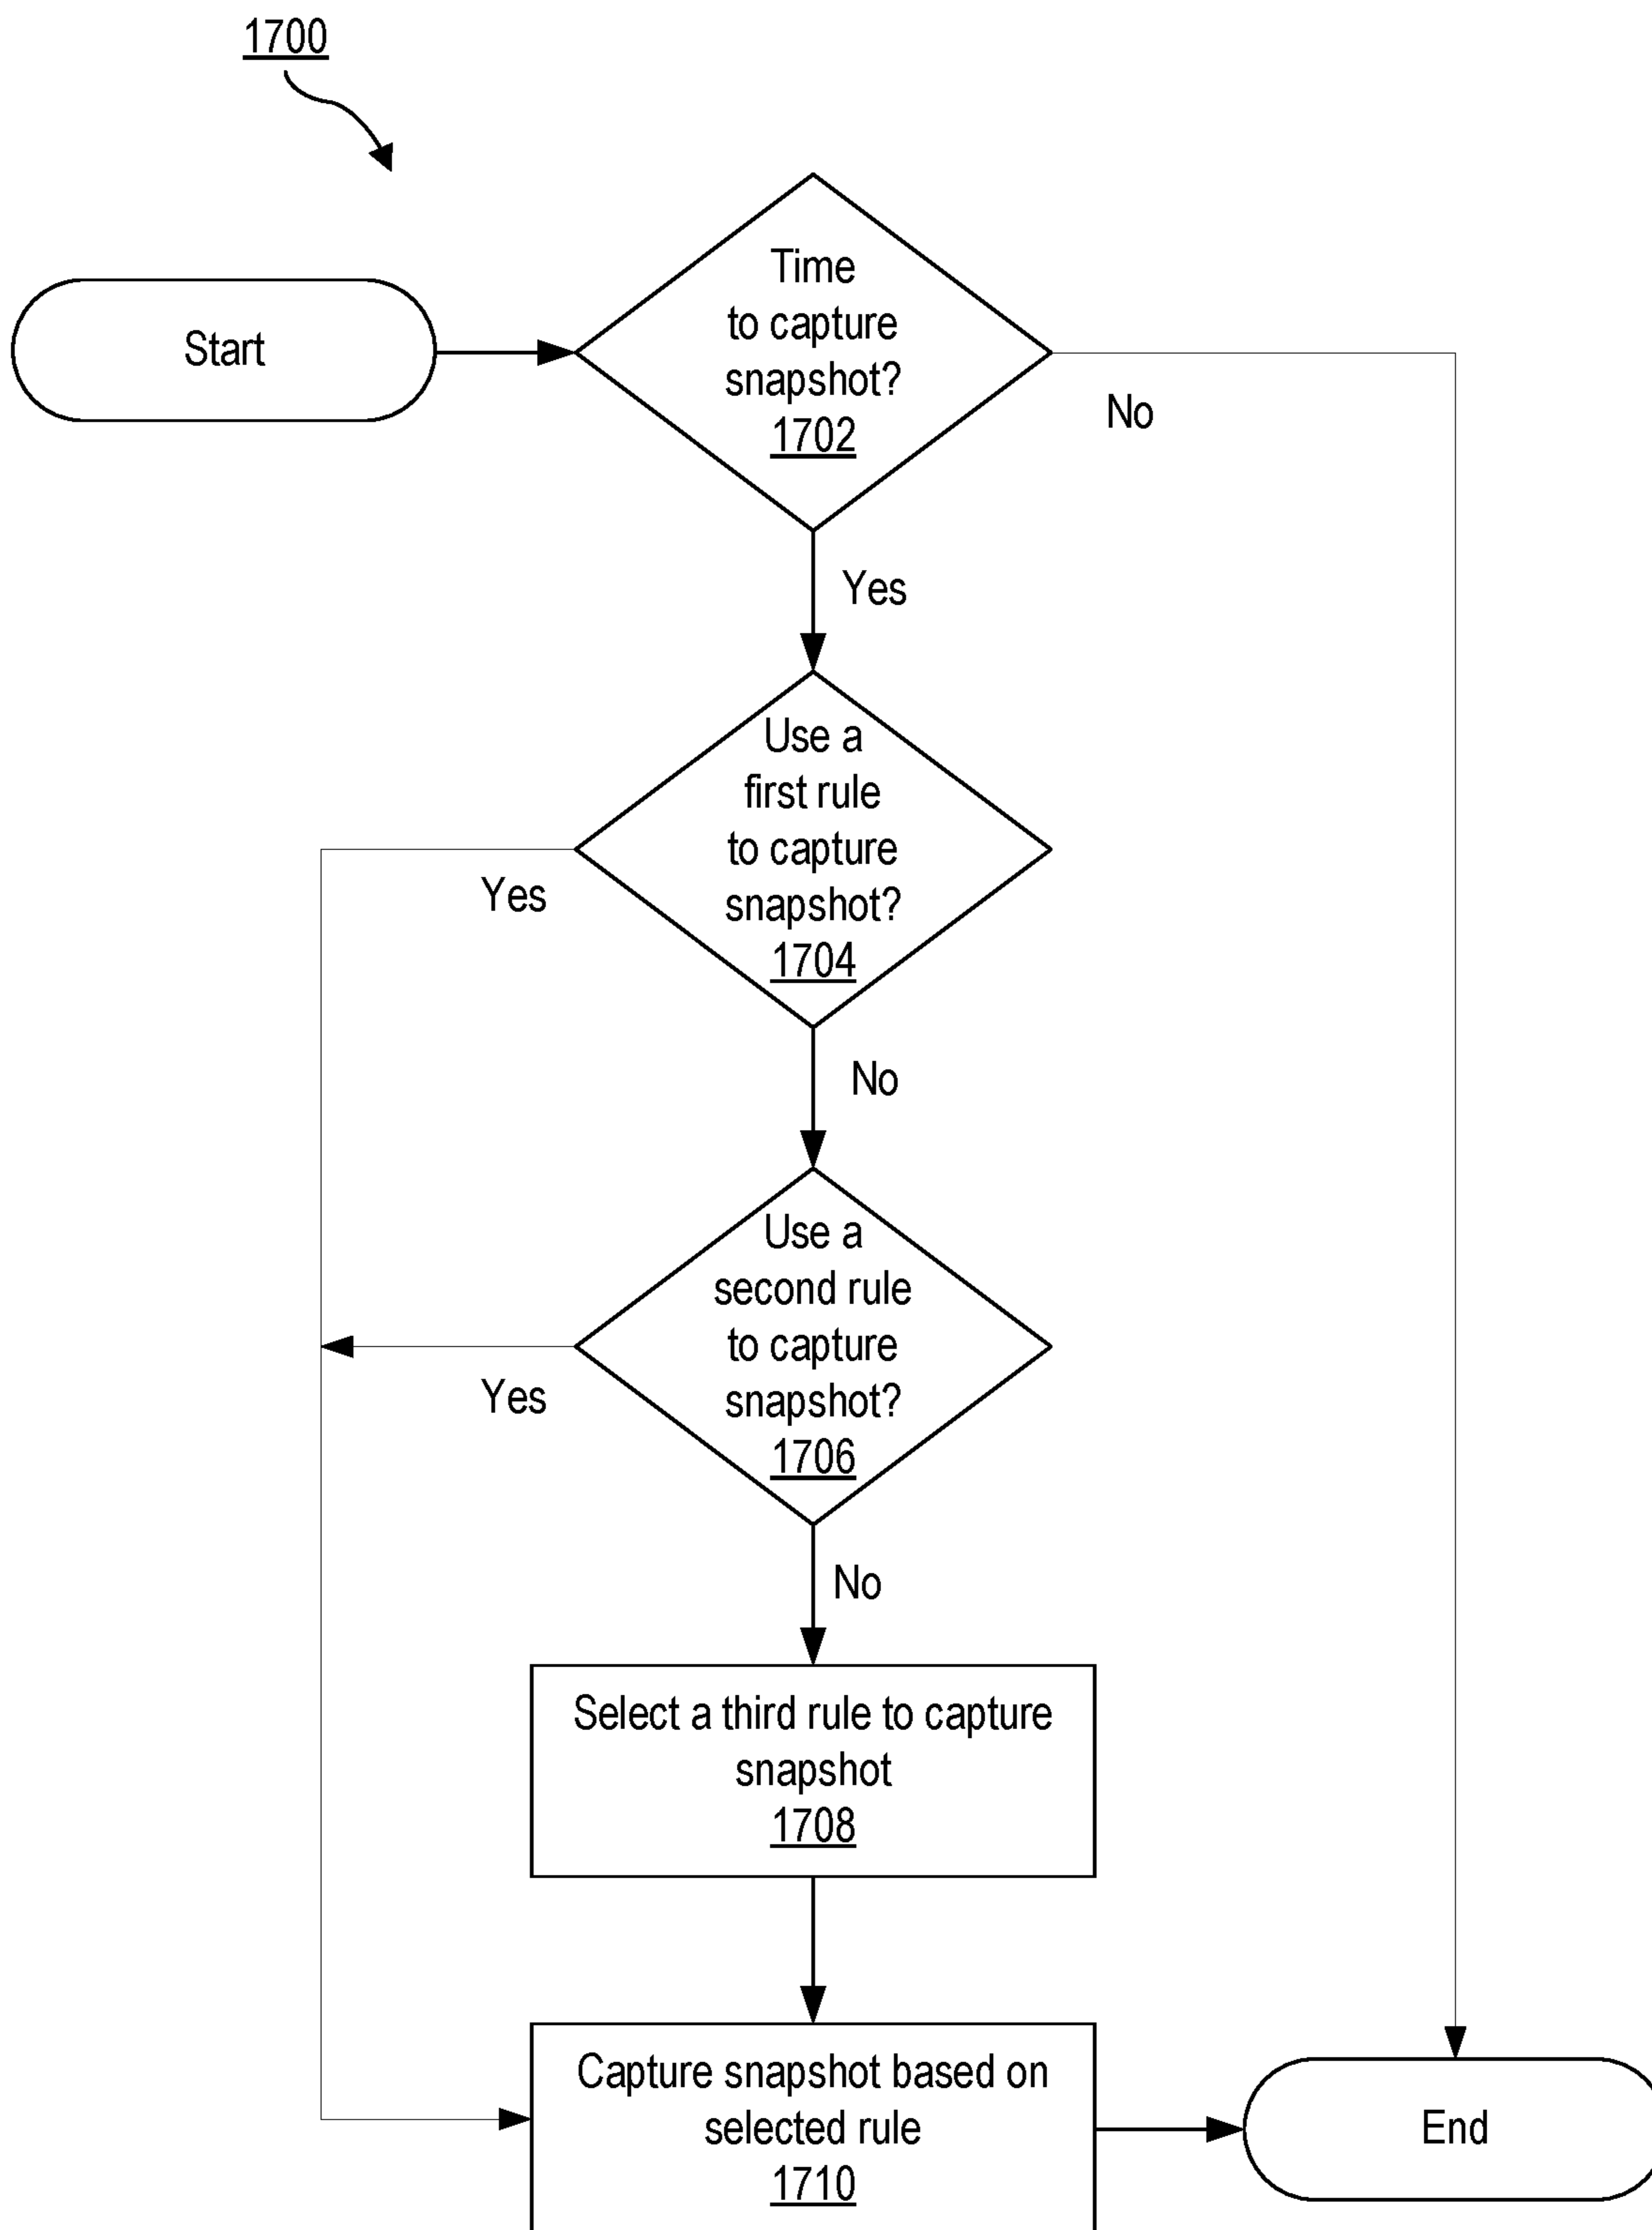 1700
Start
Time
to capture
snapshot?
1702
No
Yes
Use a
first rule
to capture
snapshot?
1704
Yes
No
Use a
second rule
to capture
snapshot?
1706
Yes
No
Select a third rule to capture
snapshot
1708
Capture snapshot based on
selected rule
1710
End